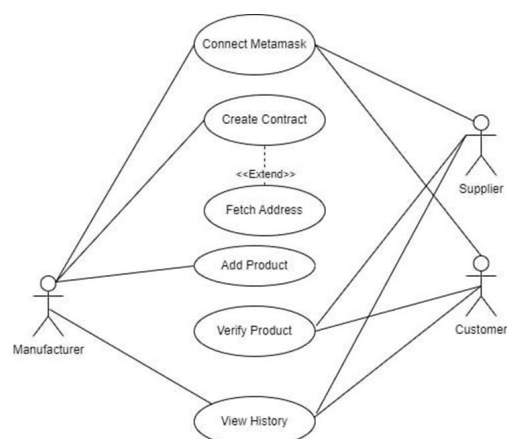 Connect Metamask
Create Contract
<<Extend>>
Supplier
Fetch Address
Add Product
Verify Product
Customer
Manufacturer
View History